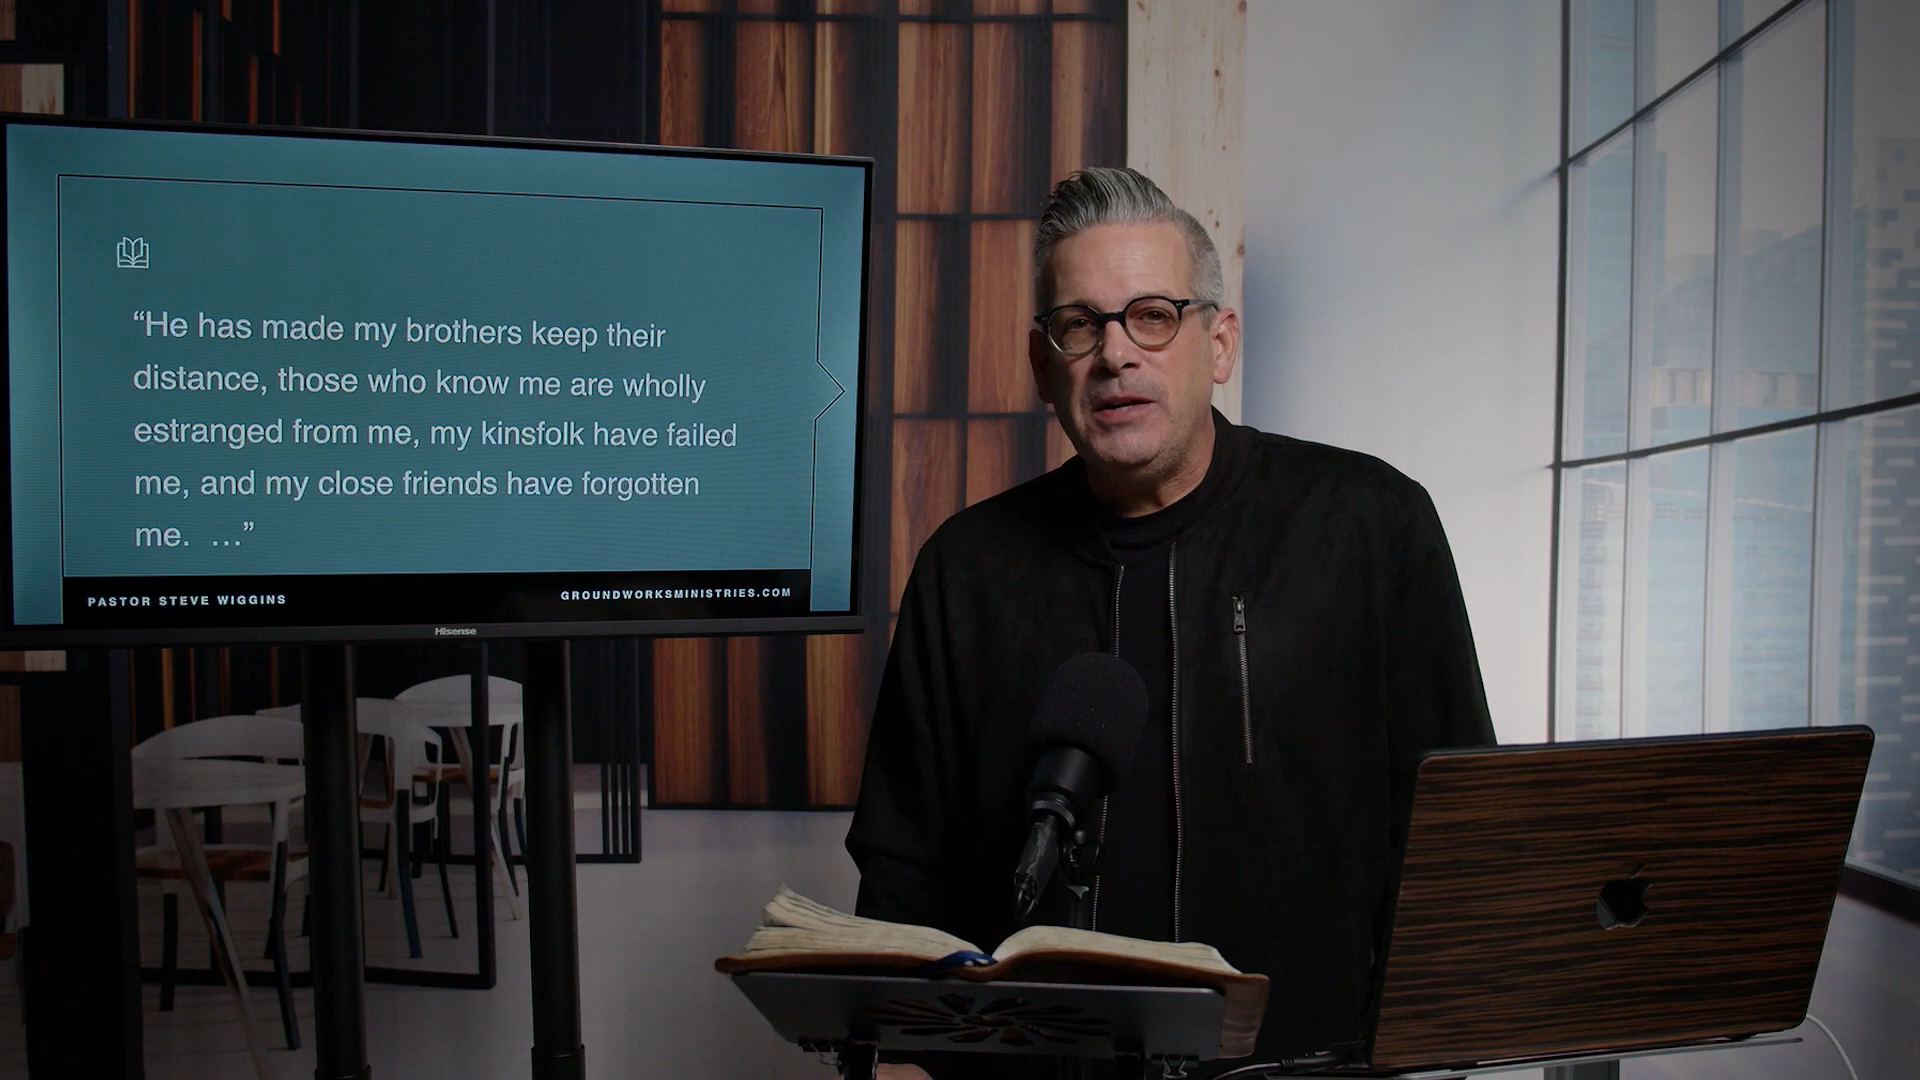 “He has made my brothers keep their
distance, those who know me are wholly
estranged from me, my kinsfolk have failed
me, and my close friends have forgotten
me.  …”
PASTOR STEVE WIGGINS
GROUNDWORKSMINISTRIES.COM
Hisense